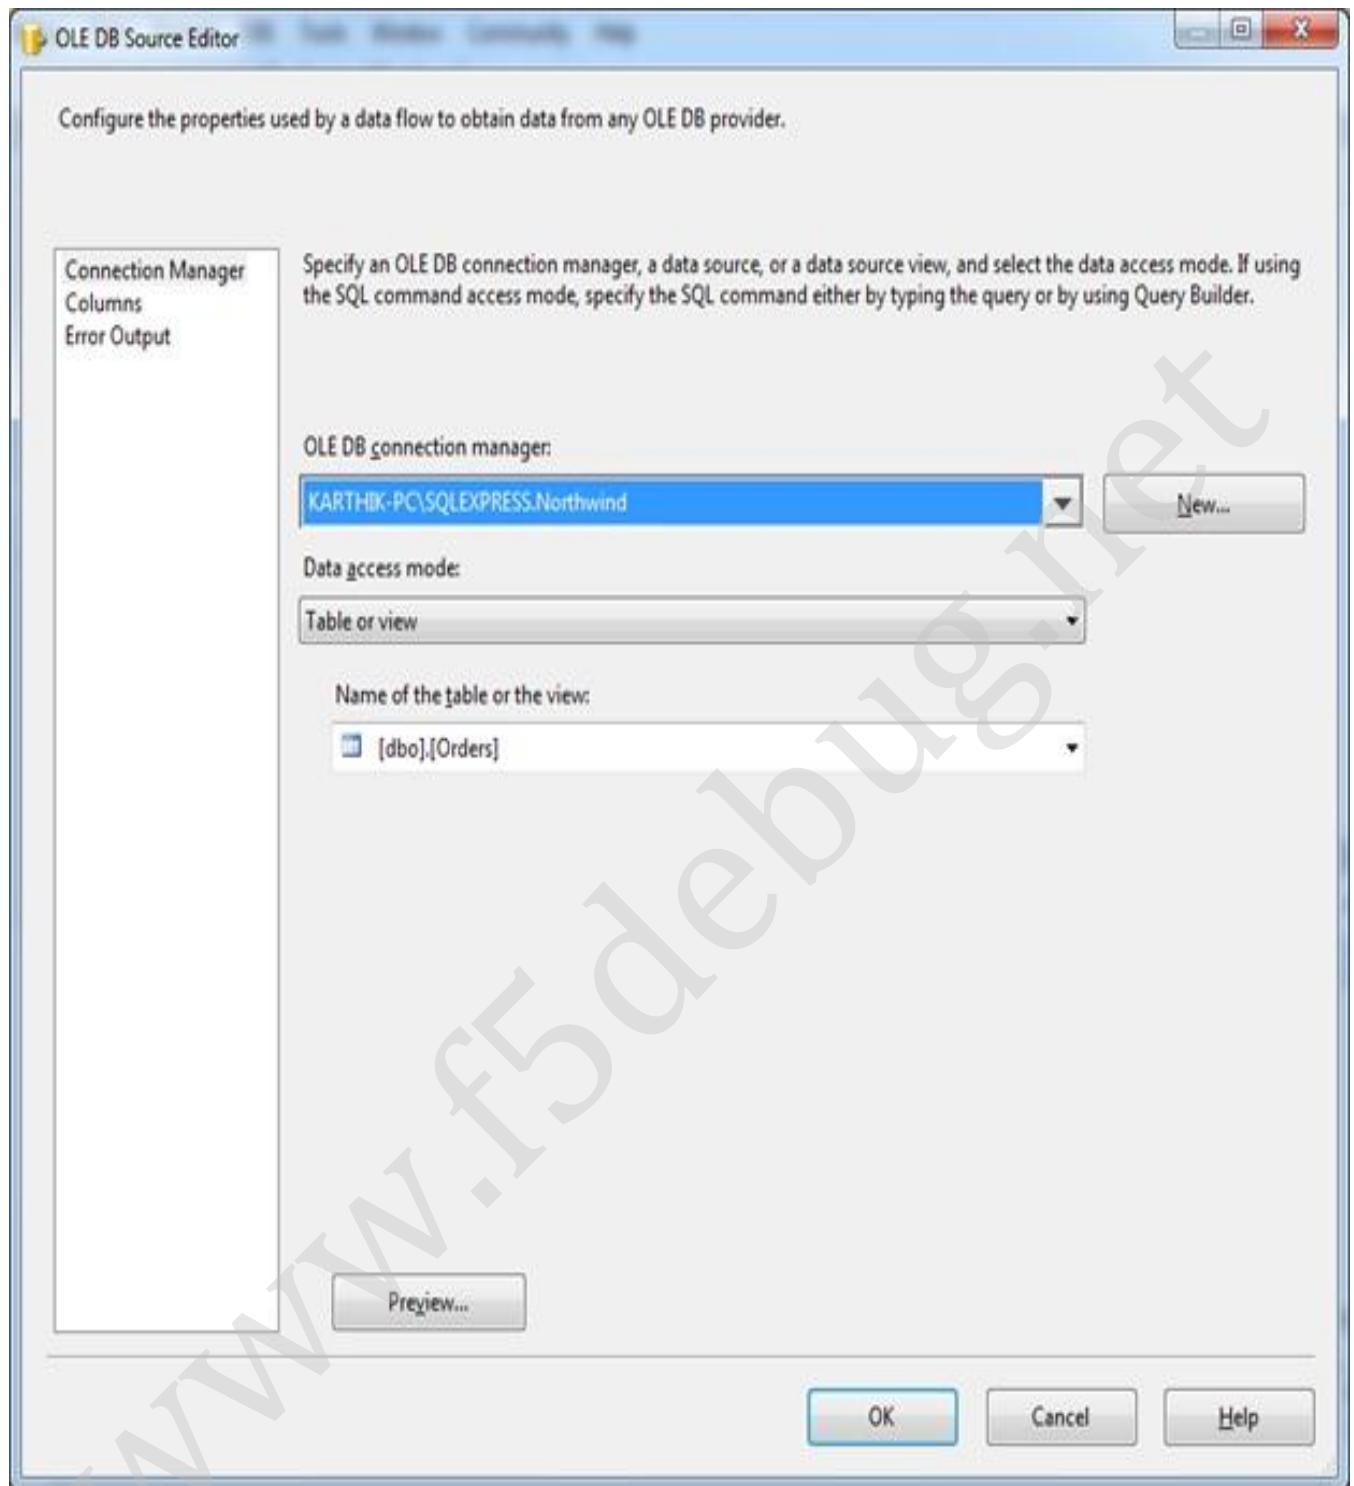 OLE DB Source Editor
Tools Window Community Help
Configure the properties used by a data flow to obtain data from any OLE DB provider.
Connection Manager
Columns
Error Output
Specify an OLE DB connection manager, a data source, or a data source view, and select the data access mode. If using
the SQL command access mode, specify the SQL command either by typing the query or by using Query Builder.
OLE DB connection manager:
KARTHIK-PC\SQLEXPRESS.Northwind
New...
Data access mode:
Table or view
Name of the table or the view:
[dbo].[Orders]
Preview...
OK
Cancel
Help
www.f5debug.net